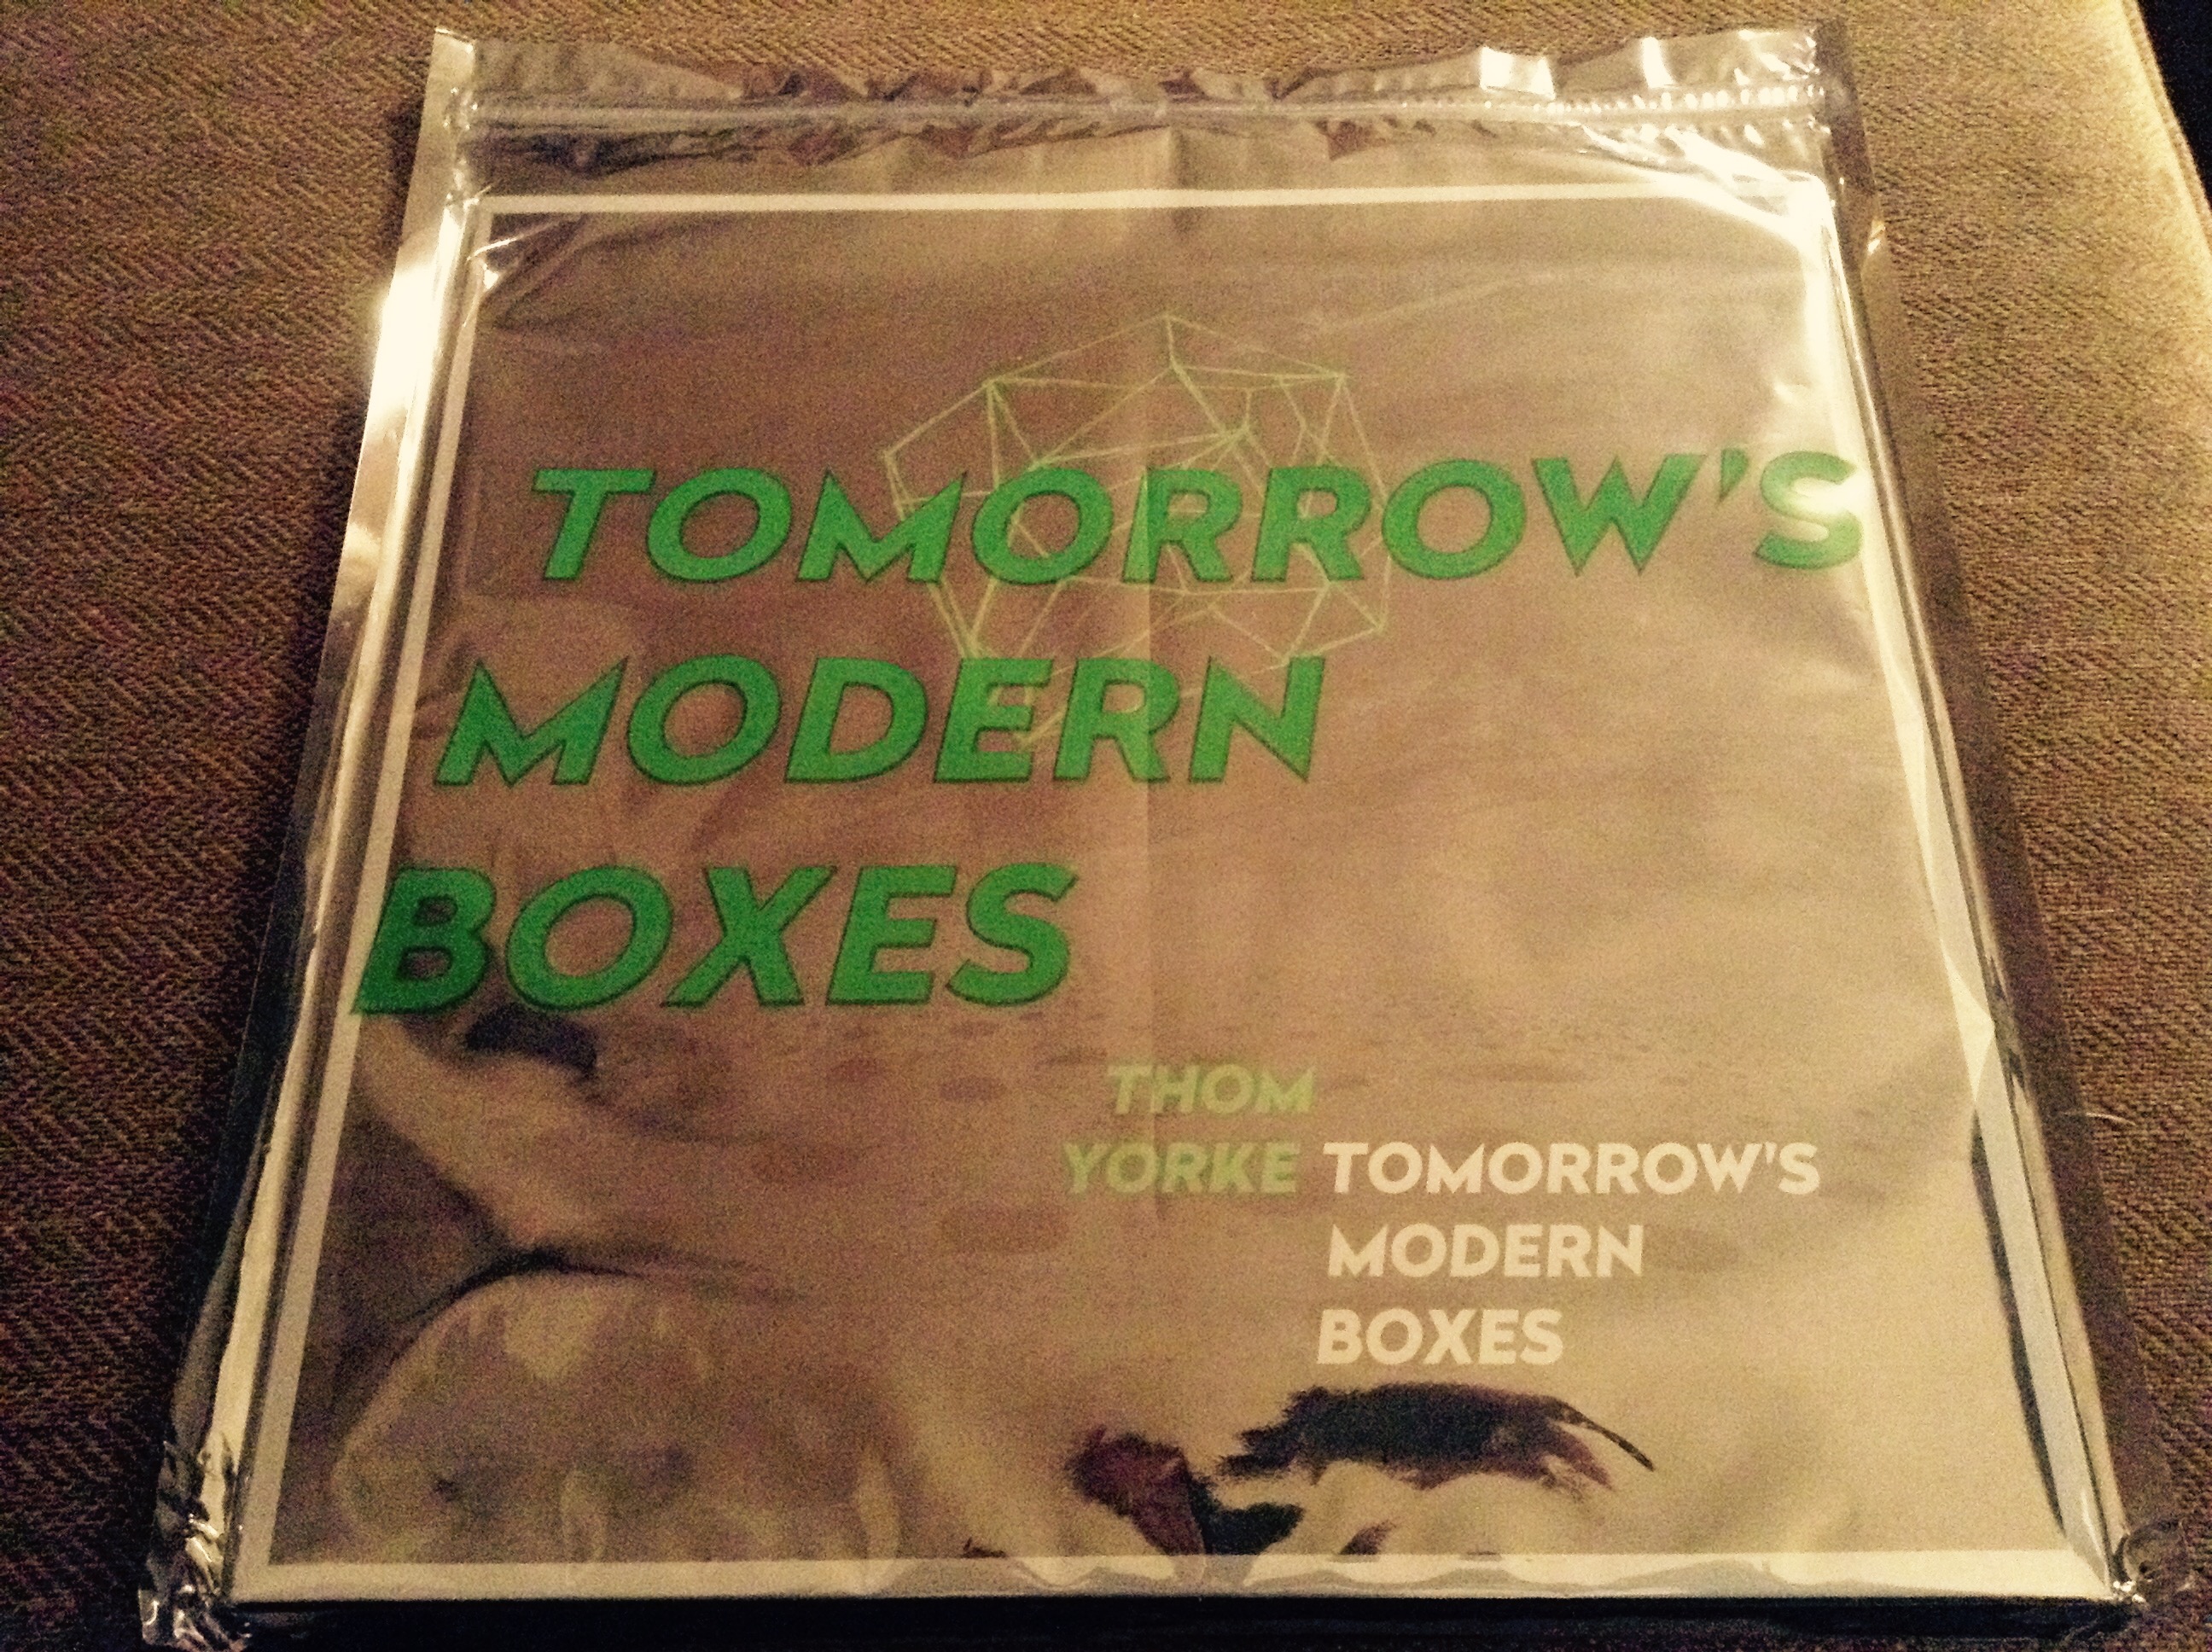 TOMORROW'S
MODERN
BOXES
THOM
YORKE TOMORROW'S
MODERN
BOXES